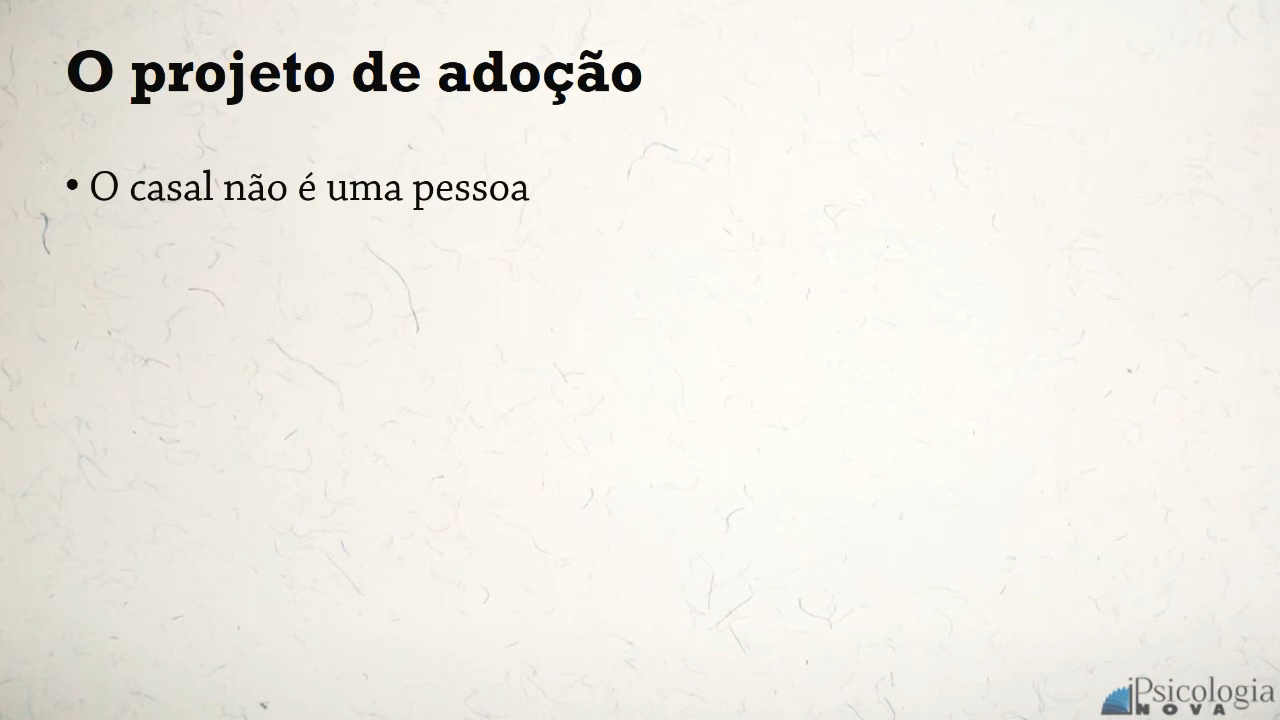 O projeto de adoção
• O casal não é uma pessoa
Psicologia
NOVA